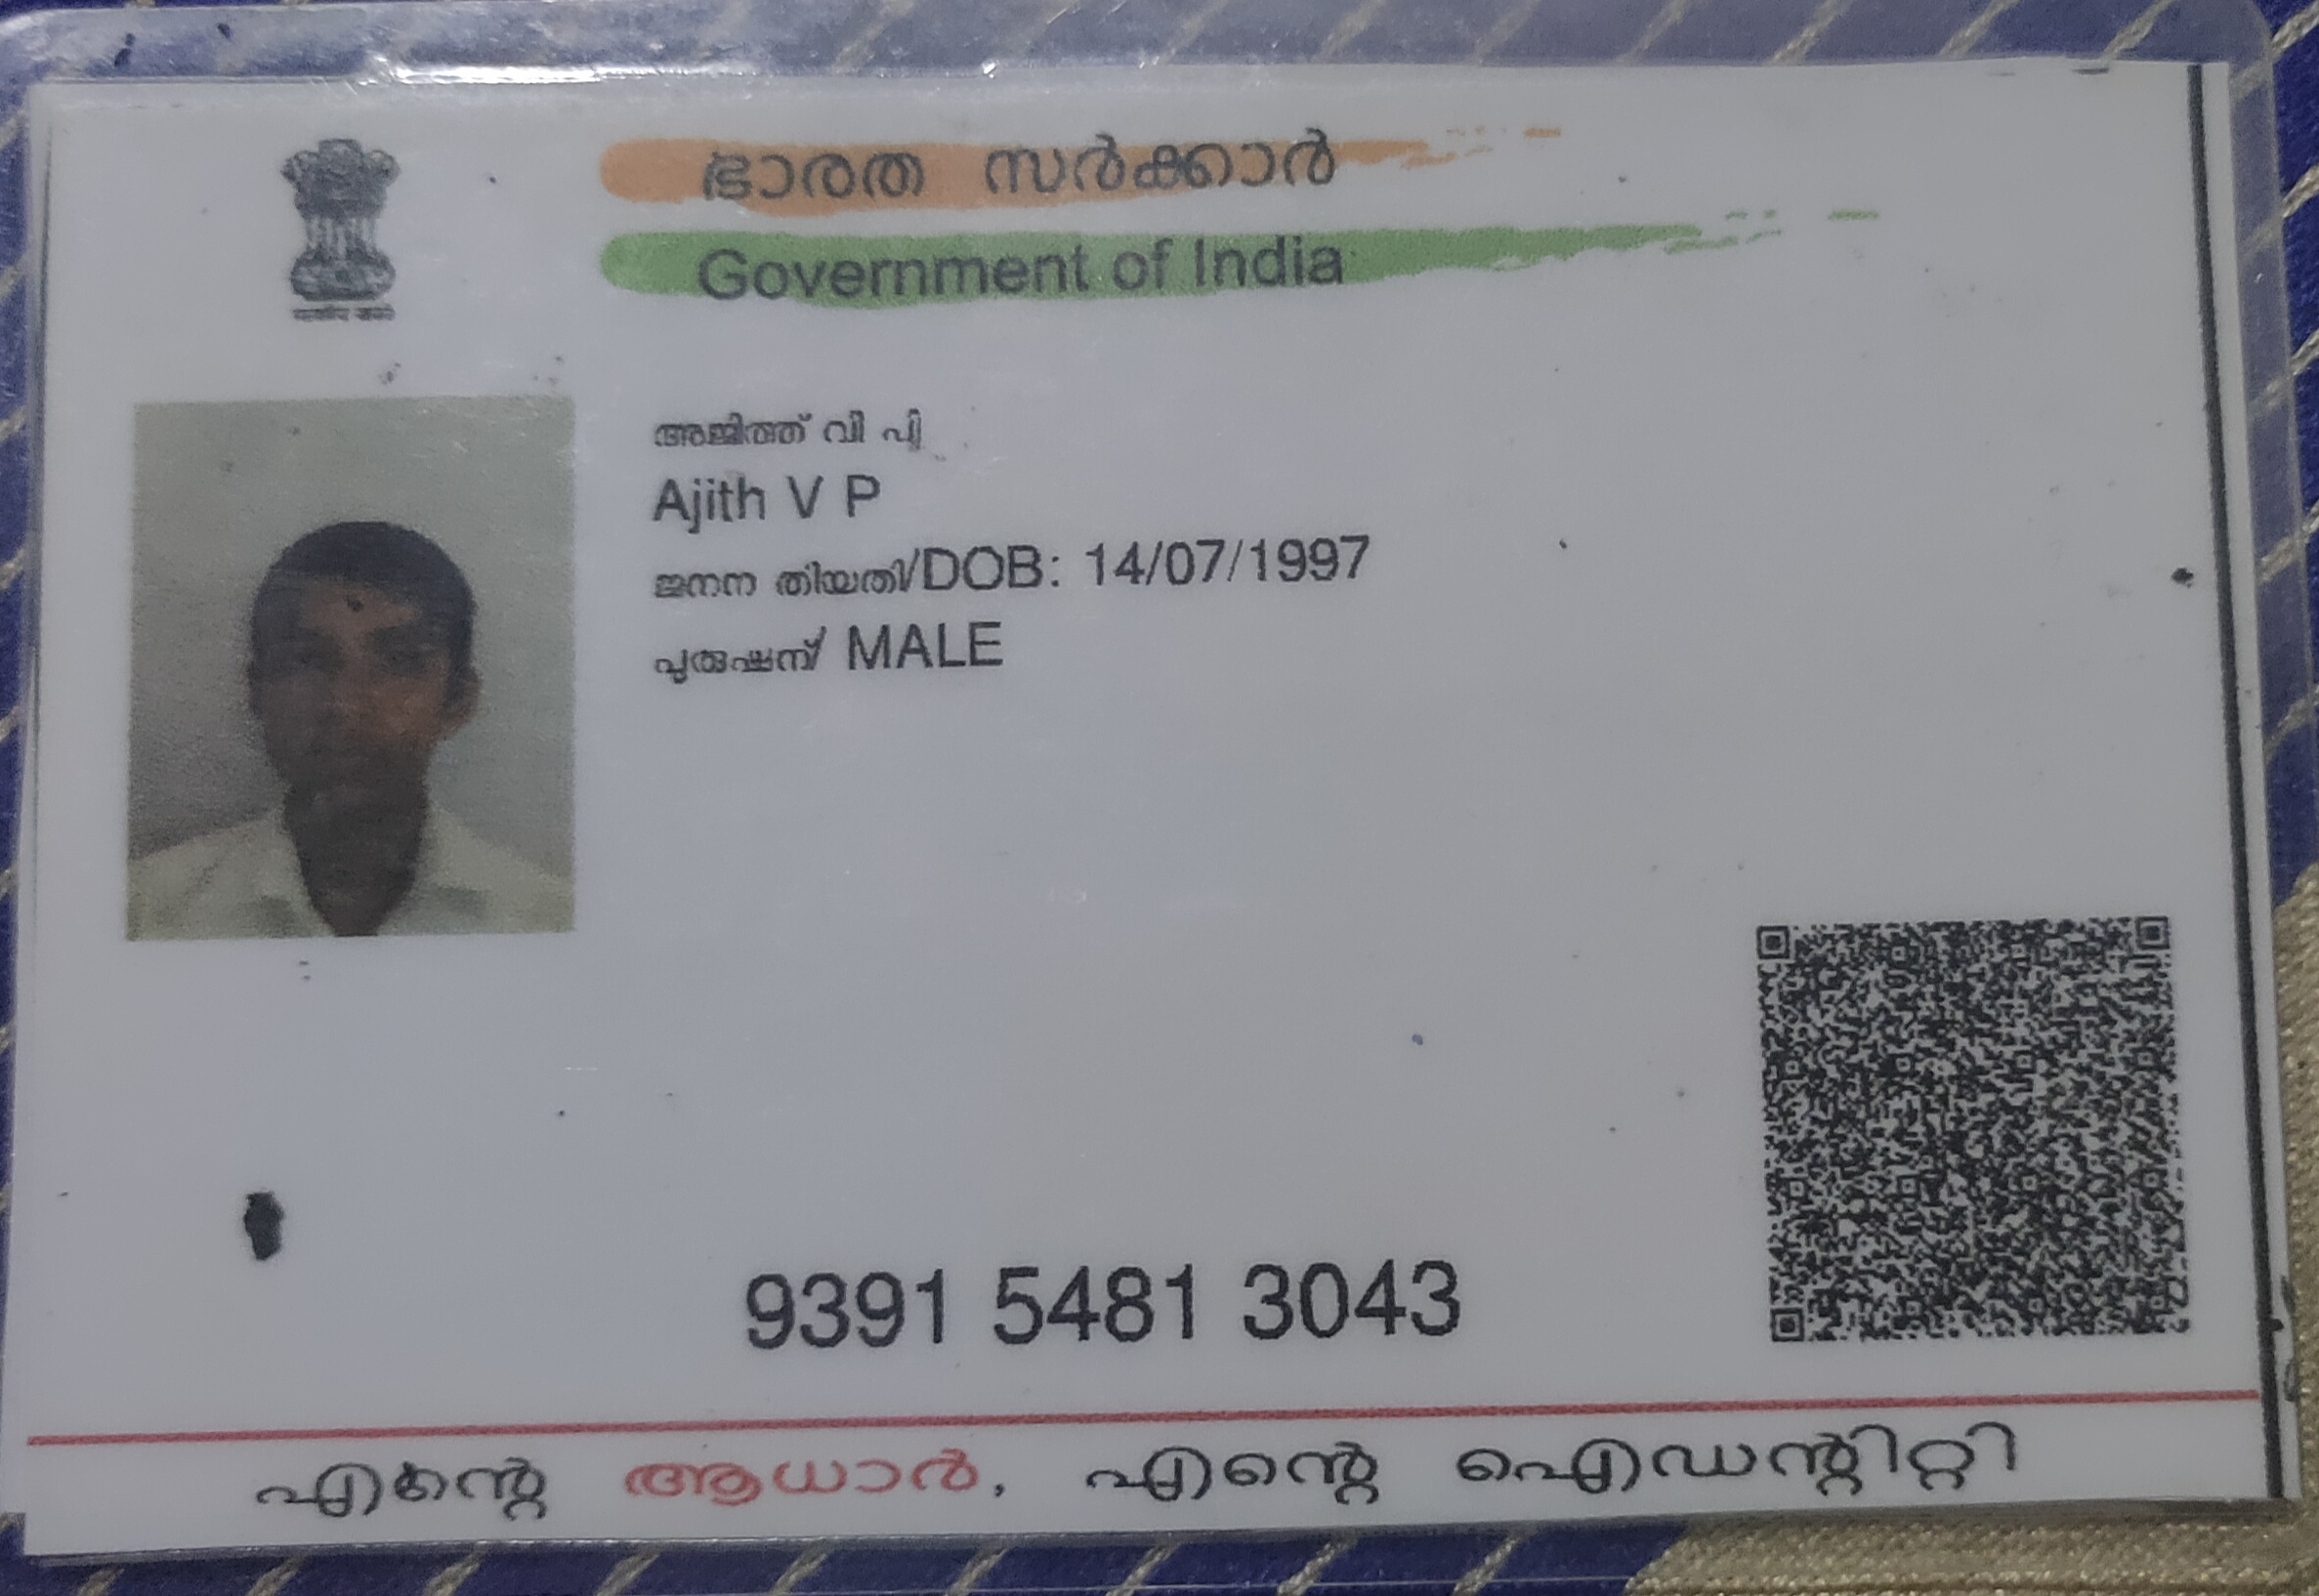 ഭാരത സർക്കാർ
Government of India
അജിത്ത് വി പി
Ajith V P
ജനന തിയതി/DOB: 14/07/1997
പുരുഷന്‍/ MALE
9391 5481 3043
എന്റെ ആധാർ, എന്റെ ഐഡന്റിറ്റി